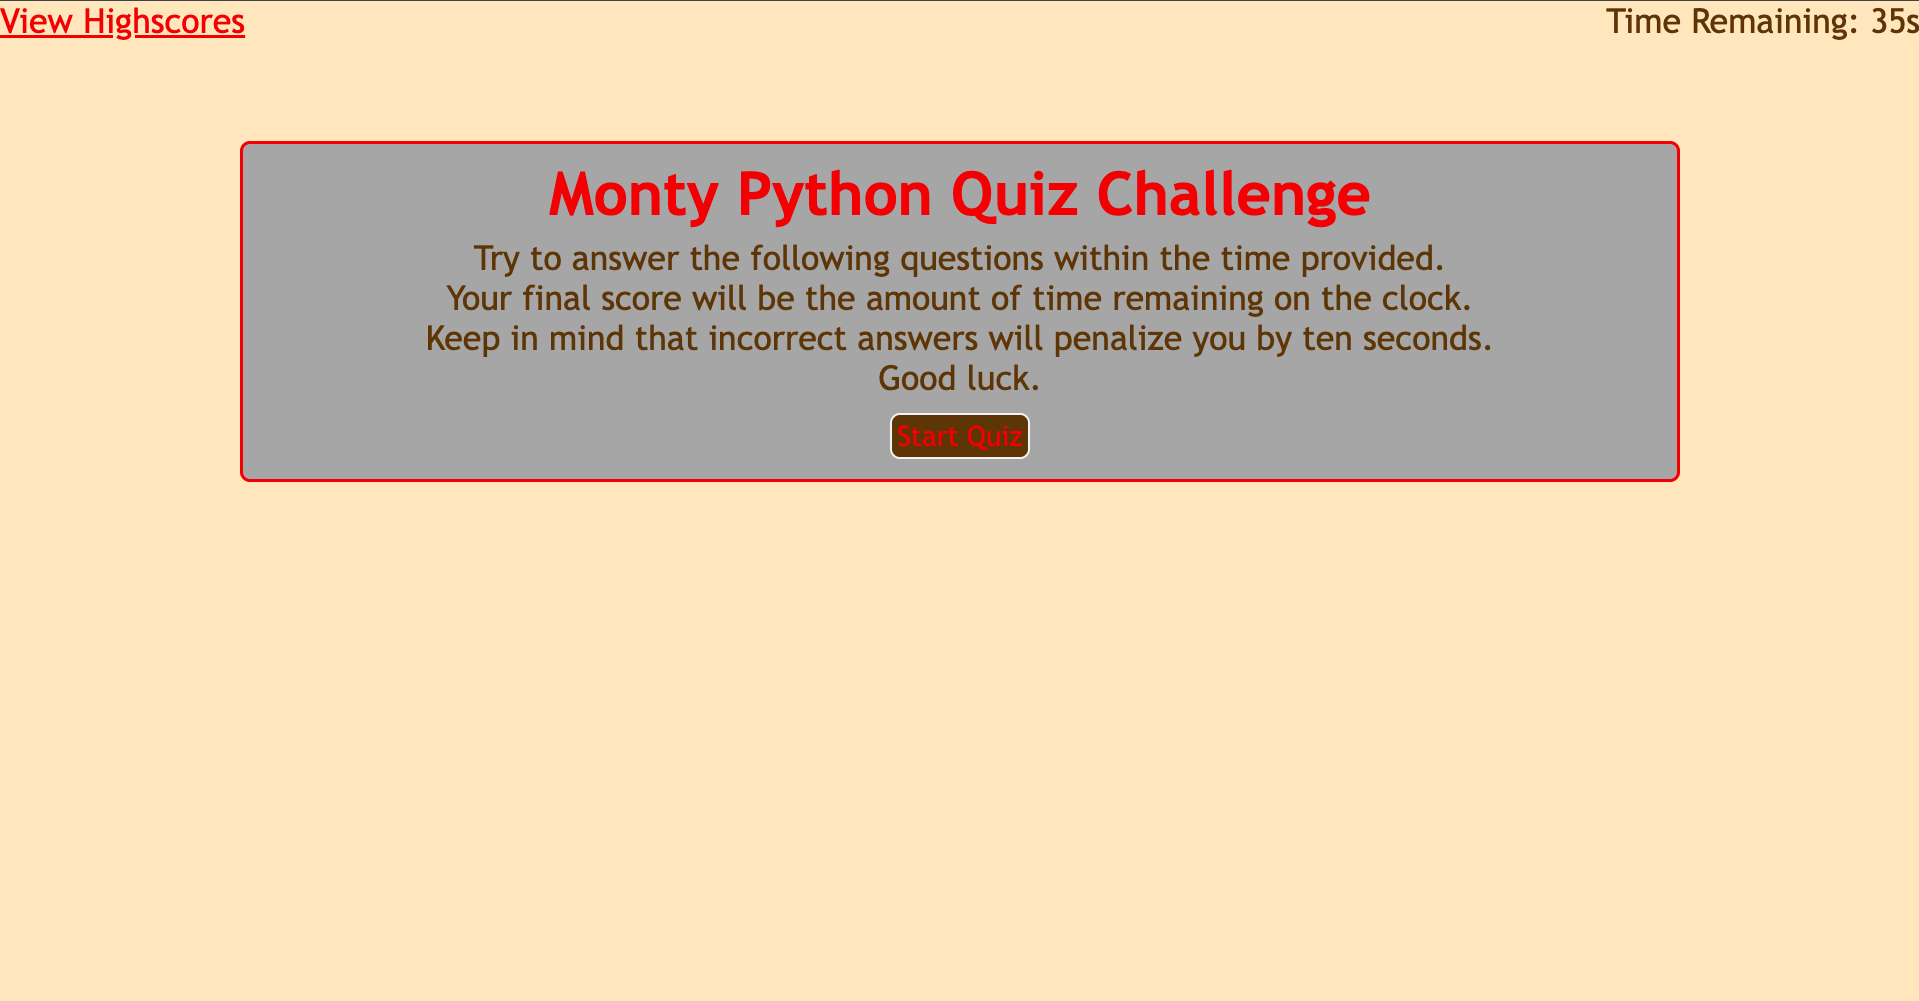 View Highscores
Time Remaining: 35s
Monty Python Quiz Challenge
Try to answer the following questions within the time provided.
Your final score will be the amount of time remaining on the clock.
Keep in mind that incorrect answers will penalize you by ten seconds.
Good luck.
Start Quiz